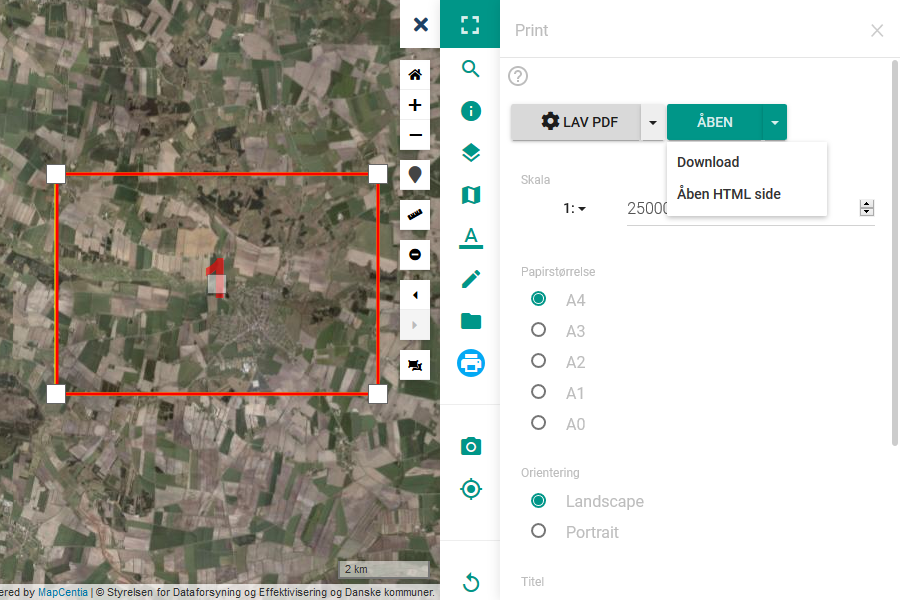 Print
LAV PDF
ÅBEN
Download
Åben HTML side
Skala
1:
25000
Papirstørrelse
A4
A3
A2
A1
A0
Orientering
Landscape
Portrait
Titel
2 km
ered by MapCentia | © Styrelsen for Dataforsyning og Effektivisering og Danske kommuner.